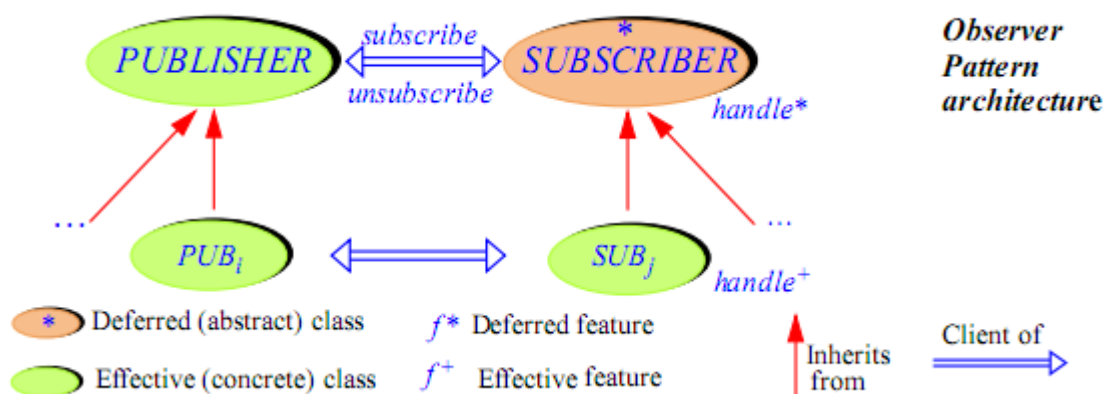 PUBLISHER
subscribe
unsubscribe
*
SUBSCRIBER
handle*
Observer
Pattern
architecture
...
PUBi
SUBj
...
handle+
* Deferred (abstract) class
f* Deferred feature
Effective (concrete) class
f+ Effective feature
Inherits
from
Client of